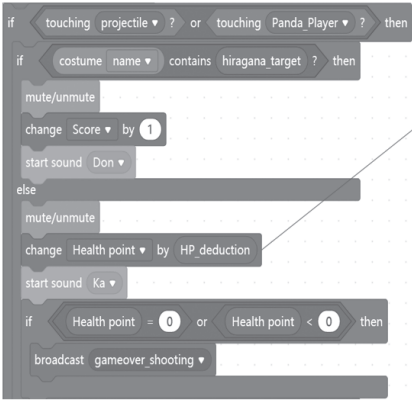 if touching projectile ? or touching Panda_Player ? then
if costume name contains hiragana_target ? then
mute/unmute
change Score by 1
start sound Don
else
mute/unmute
change Health point by HP_deduction
start sound Ka
if Health point = 0 or Health point < 0 then
broadcast gameover_shooting